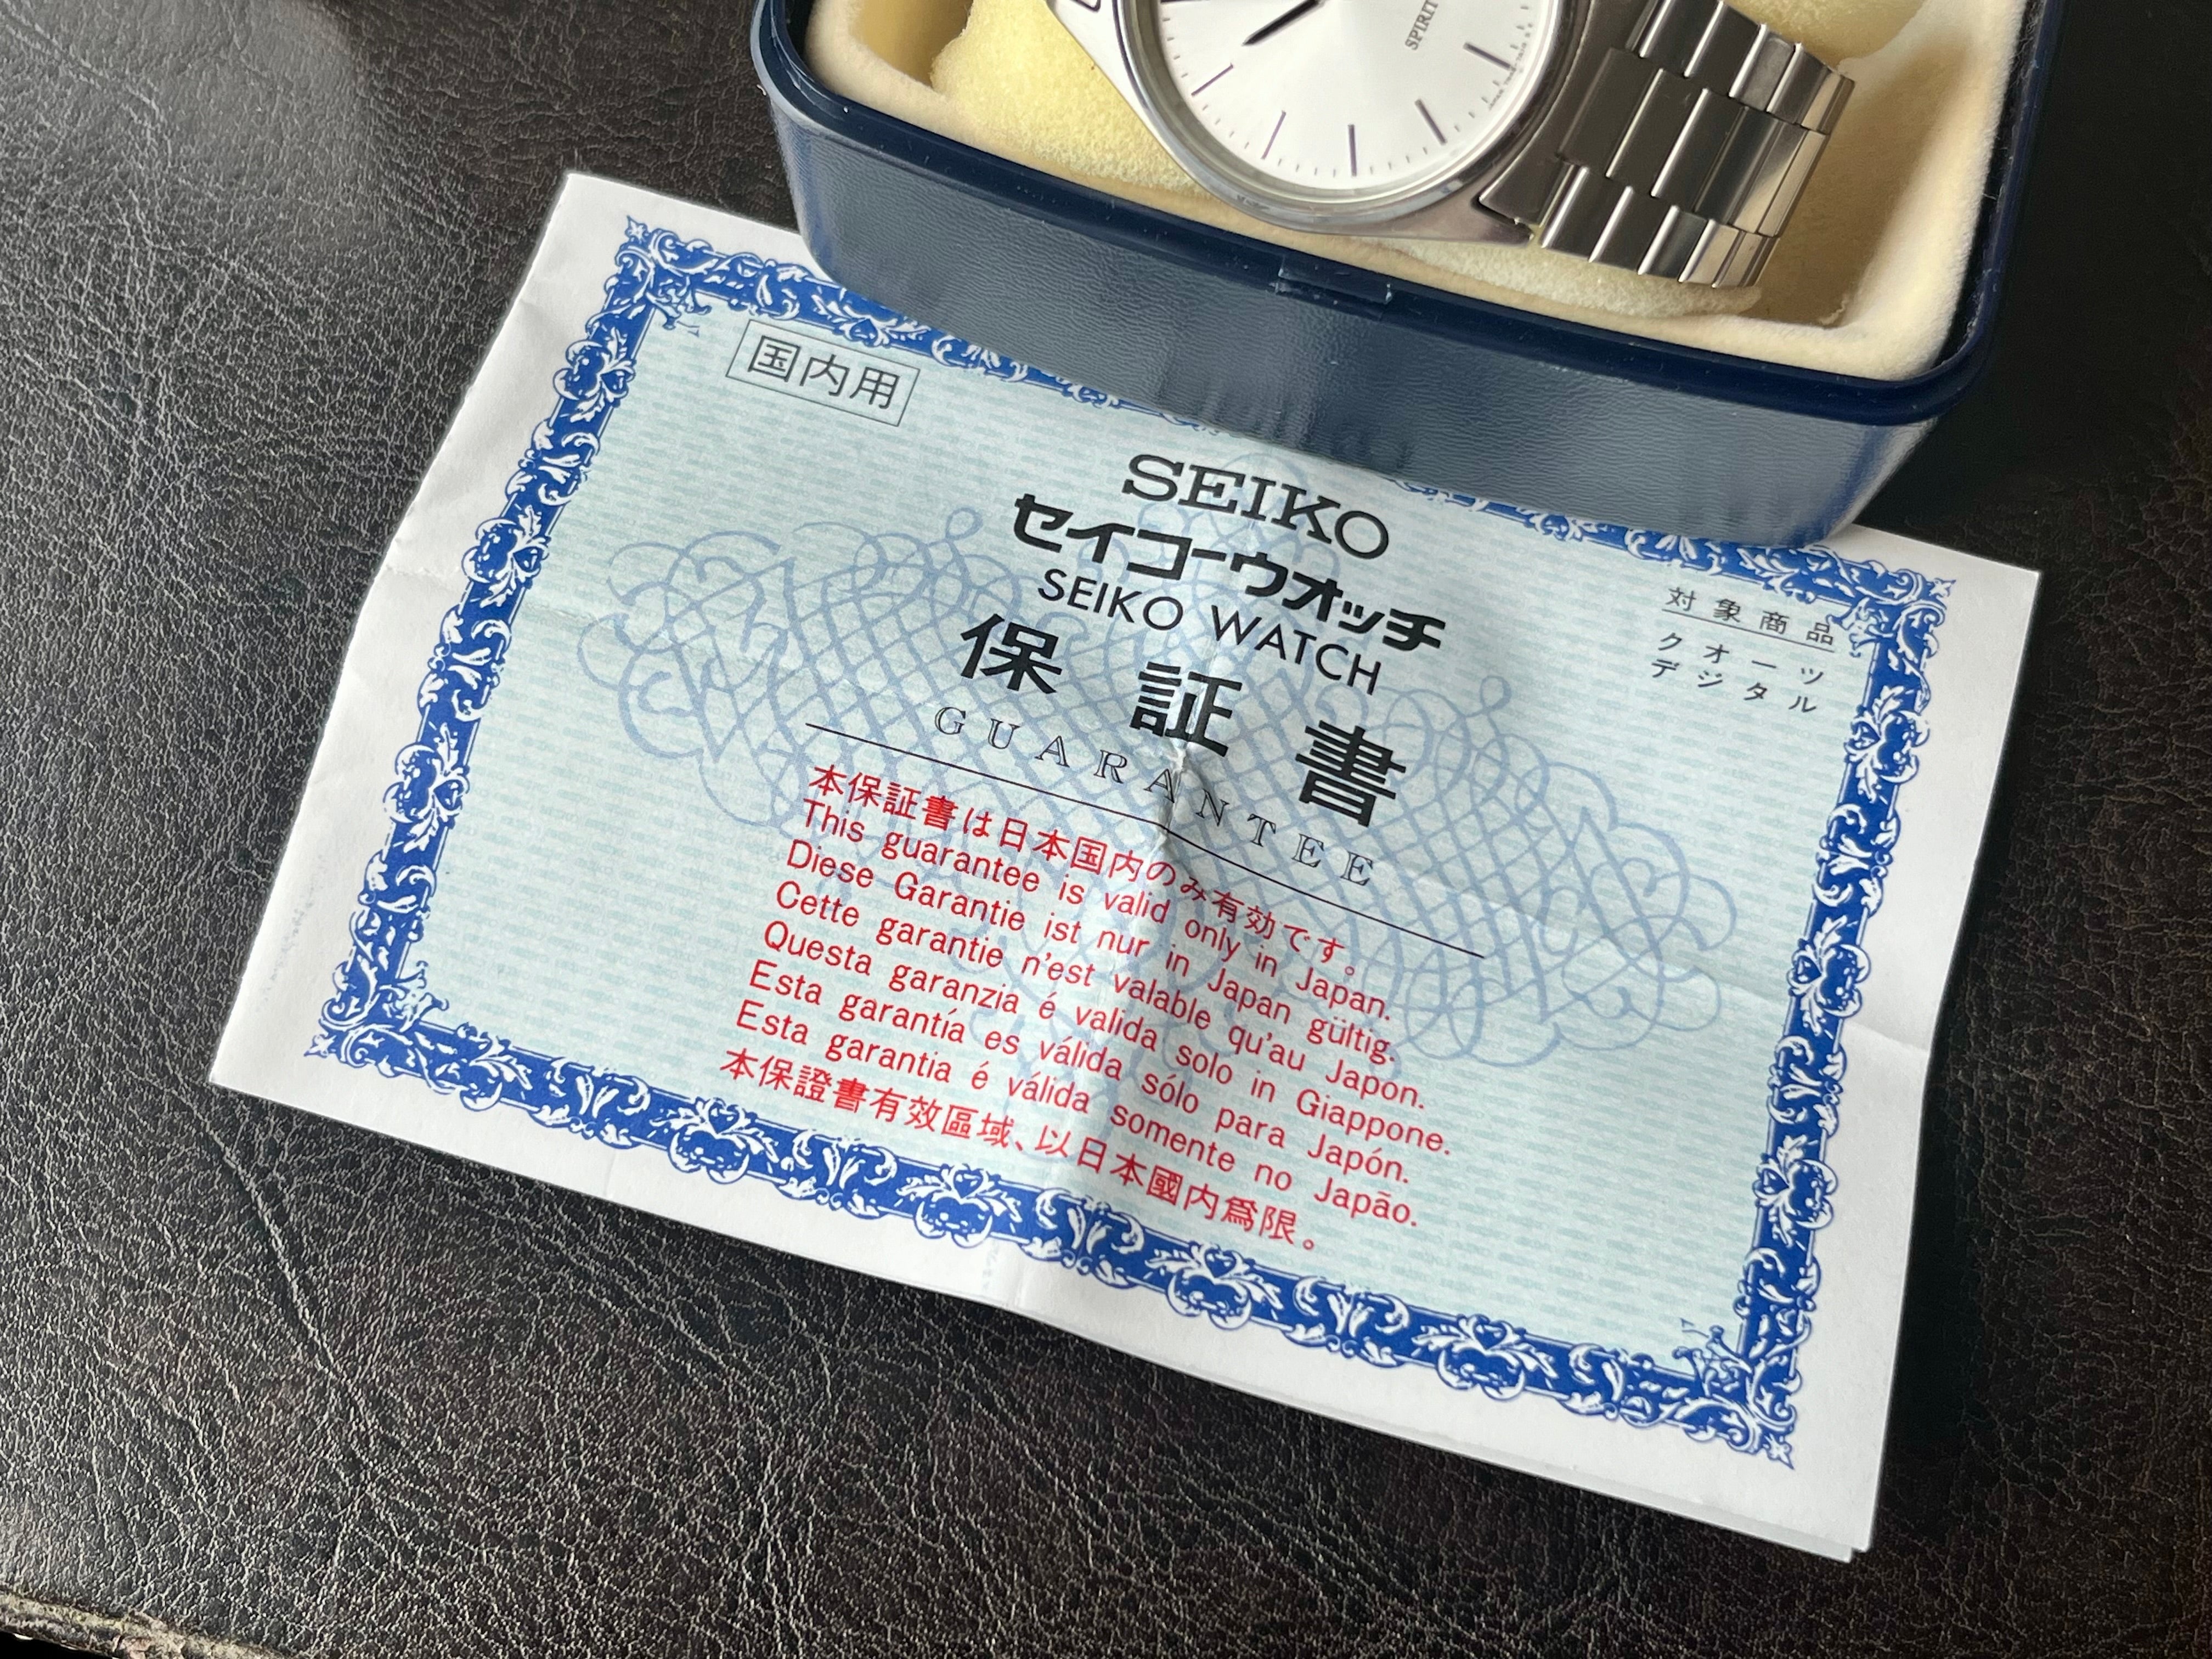 SPIRIT
国内用
SEIKO
セイコーウオッチ
SEIKO WATCH
保証書
GUARANTEE
対象商品
クオーツ
デジタル
本保証書は日本国内のみ有効です。
This guarantee is valid only in Japan.
Diese Garantie ist nur in Japan gültig.
Cette garantie n'est valable qu'au Japon.
Questa garanzia é valida solo in Giappone.
Esta garantía es válida sólo para Japón.
Esta garantia é válida somente no Japão.
本保證書有效區域、以日本國内爲限。